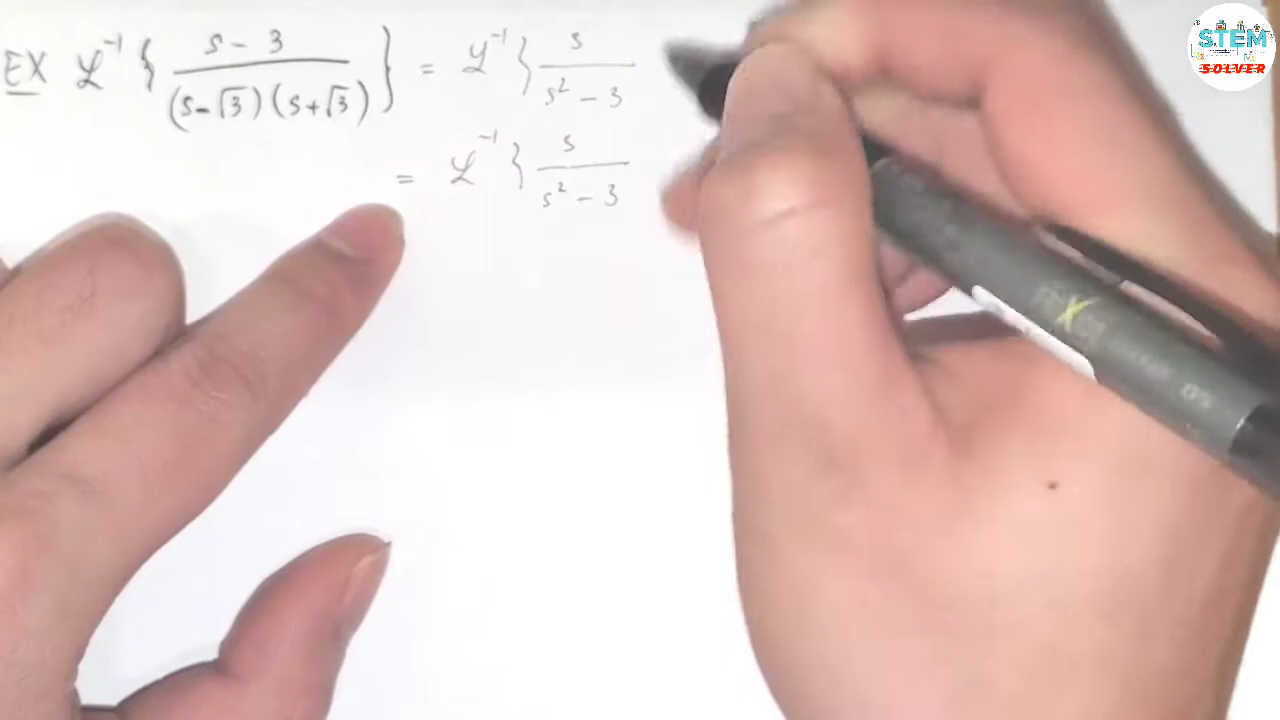 EX ℒ⁻¹ { (s - 3) / ((s-√3)(s+√3)) } = ℒ⁻¹ { s / (s² - 3)
= ℒ⁻¹ { s / (s² - 3)
STEM
SOLVER